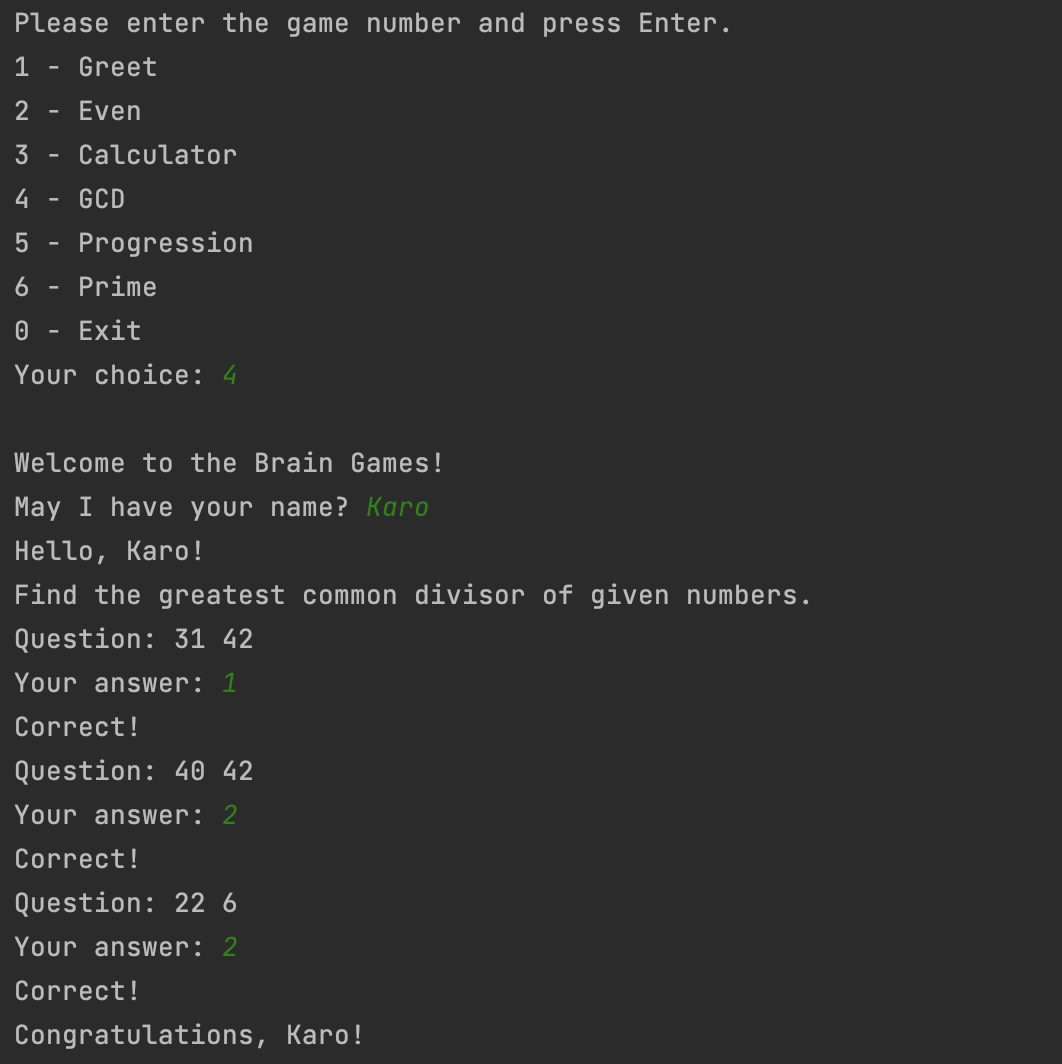 Please enter the game number and press Enter.
1 - Greet
2 - Even
3 - Calculator
4 - GCD
5 - Progression
6 - Prime
0 - Exit
Your choice: 4
Welcome to the Brain Games!
May I have your name? Karo
Hello, Karo!
Find the greatest common divisor of given numbers.
Question: 31 42
Your answer: 1
Correct!
Question: 40 42
Your answer: 2
Correct!
Question: 22 6
Your answer: 2
Correct!
Congratulations, Karo!